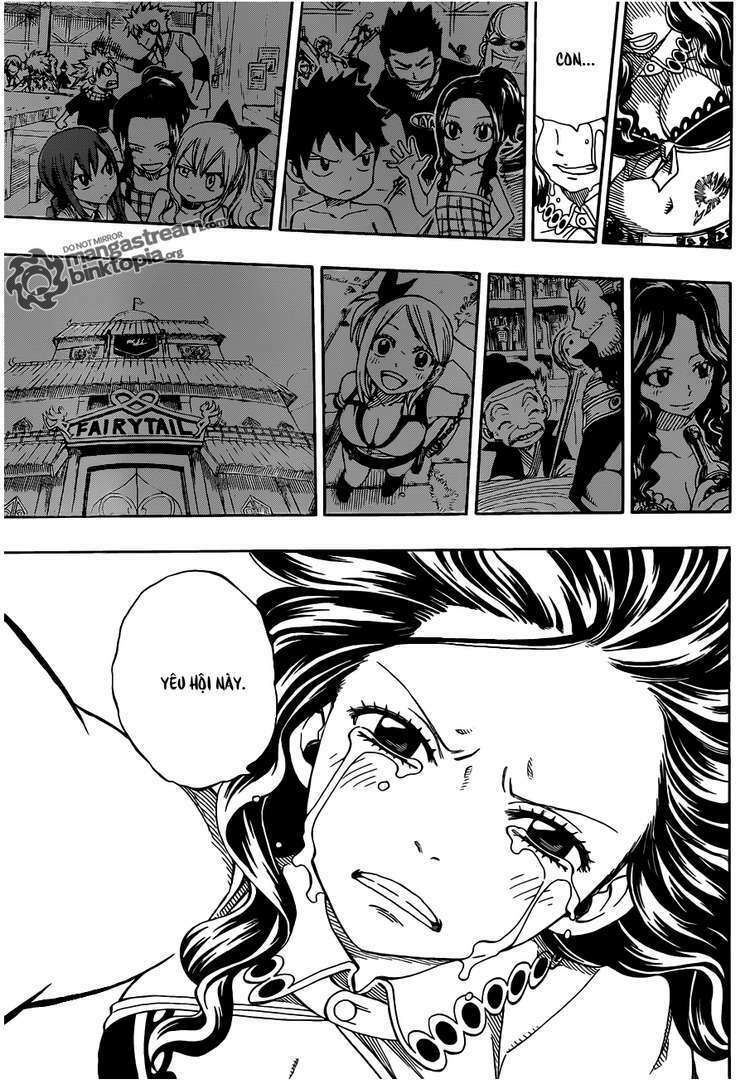 CON...
DO NOT MIRROR
mangastream.com
binktopia.org
FAIRYTAIL
YÊU HỘI NÀY.